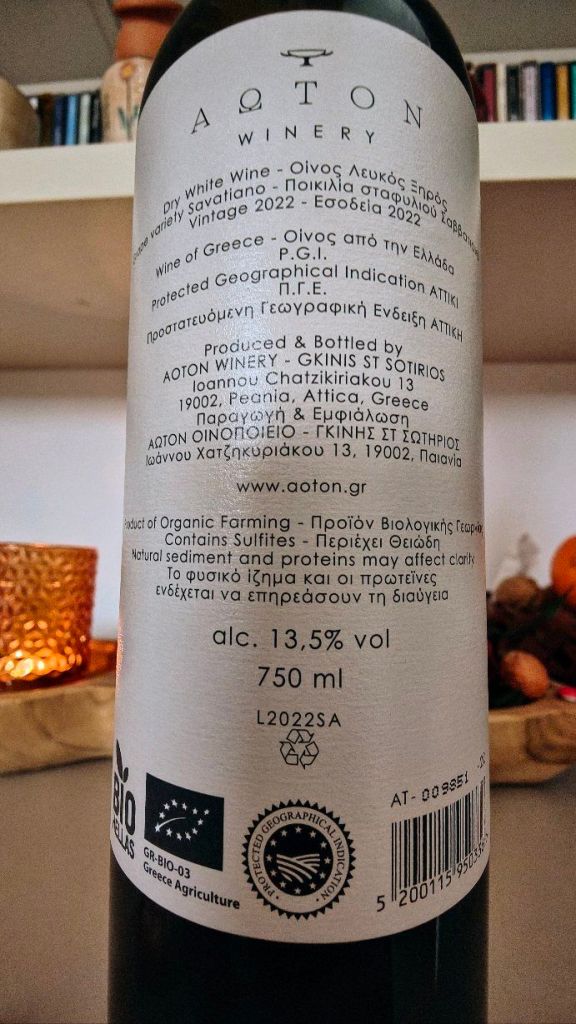 ΑΩΤΟΝ
WINERY
Dry White Wine - Οίνος Λευκός Ξηρός
variety Savatiano - Ποικιλία σταφυλιού
Vintage 2022 - Εσοδεία 2022
Wine of Greece - Οίνος από την Ελλάδα
P.G.I.
Protected Geographical Indication ΑΤΤΙΚΙ
Π.Γ.Ε.
Προστατευόμενη Γεωγραφική Ενδειξη ΑΤΤΙΚΗ
Produced & Bottled by
AOTON WINERY - GKINIS ST SOTIRIOS
Ioannou Chatzikiriakou 13
19002, Peania, Attica, Greece
Παραγωγή & Εμφιάλωση
ΑΩΤΟΝ ΟΙΝΟΠΟΙΕΙΟ - ΓΚΙΝΗΣ ΣΤ ΣΩΤΗΡΙΟΣ
Ιωάννου Χατζηκυριάκου 13, 19002, Παιανία
www.aoton.gr
Product of Organic Farming - Προϊόν Βιολογικής
Contains Sulfites - Περιέχει Θειώδη
Natural sediment and proteins may affect clarity
Το φυσικό ίζημα και οι πρωτεΐνες
ενδέχεται να επηρεάσουν τη διαύγεια
alc. 13,5% vol
750 ml
L2022SA
BIO
HELLAS
GR-BIO-03
Greece Agriculture
PROTECTED GEOGRAPHICAL INDICATION
AT- 009851
5 200115